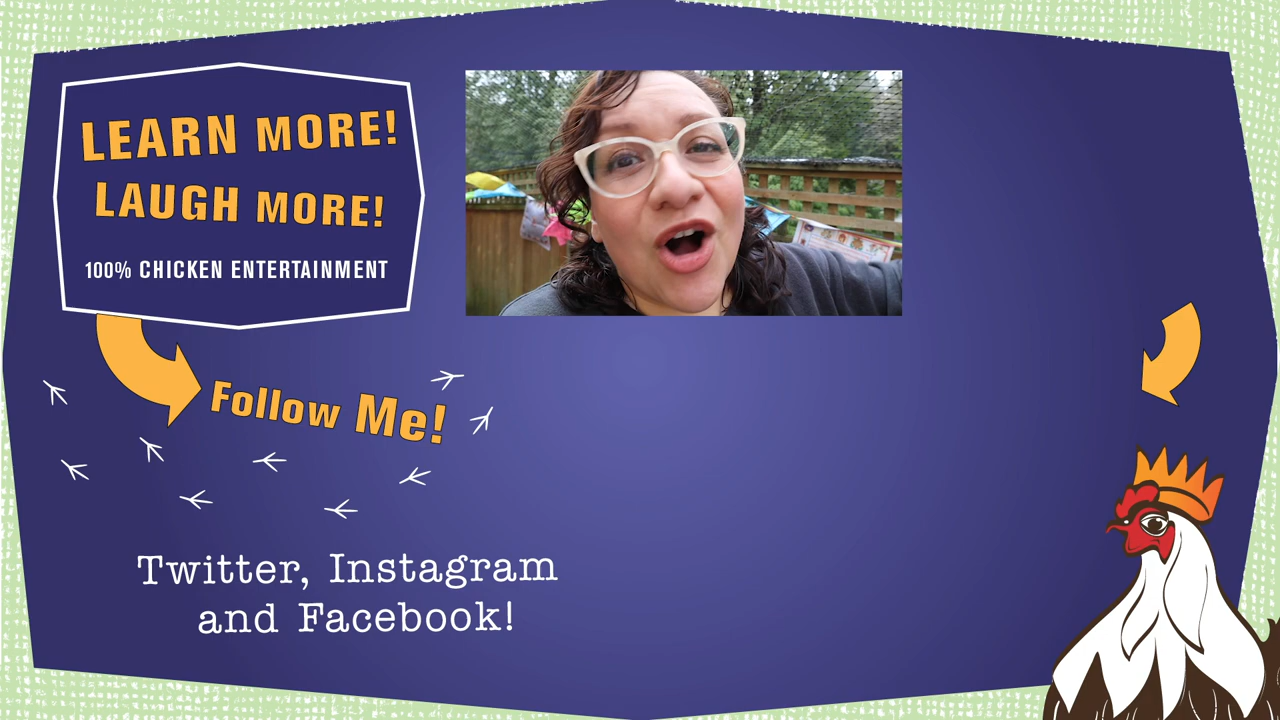 LEARN MORE!
LAUGH MORE!
100% CHICKEN ENTERTAINMENT
Follow Me!
Twitter, Instagram
and Facebook!